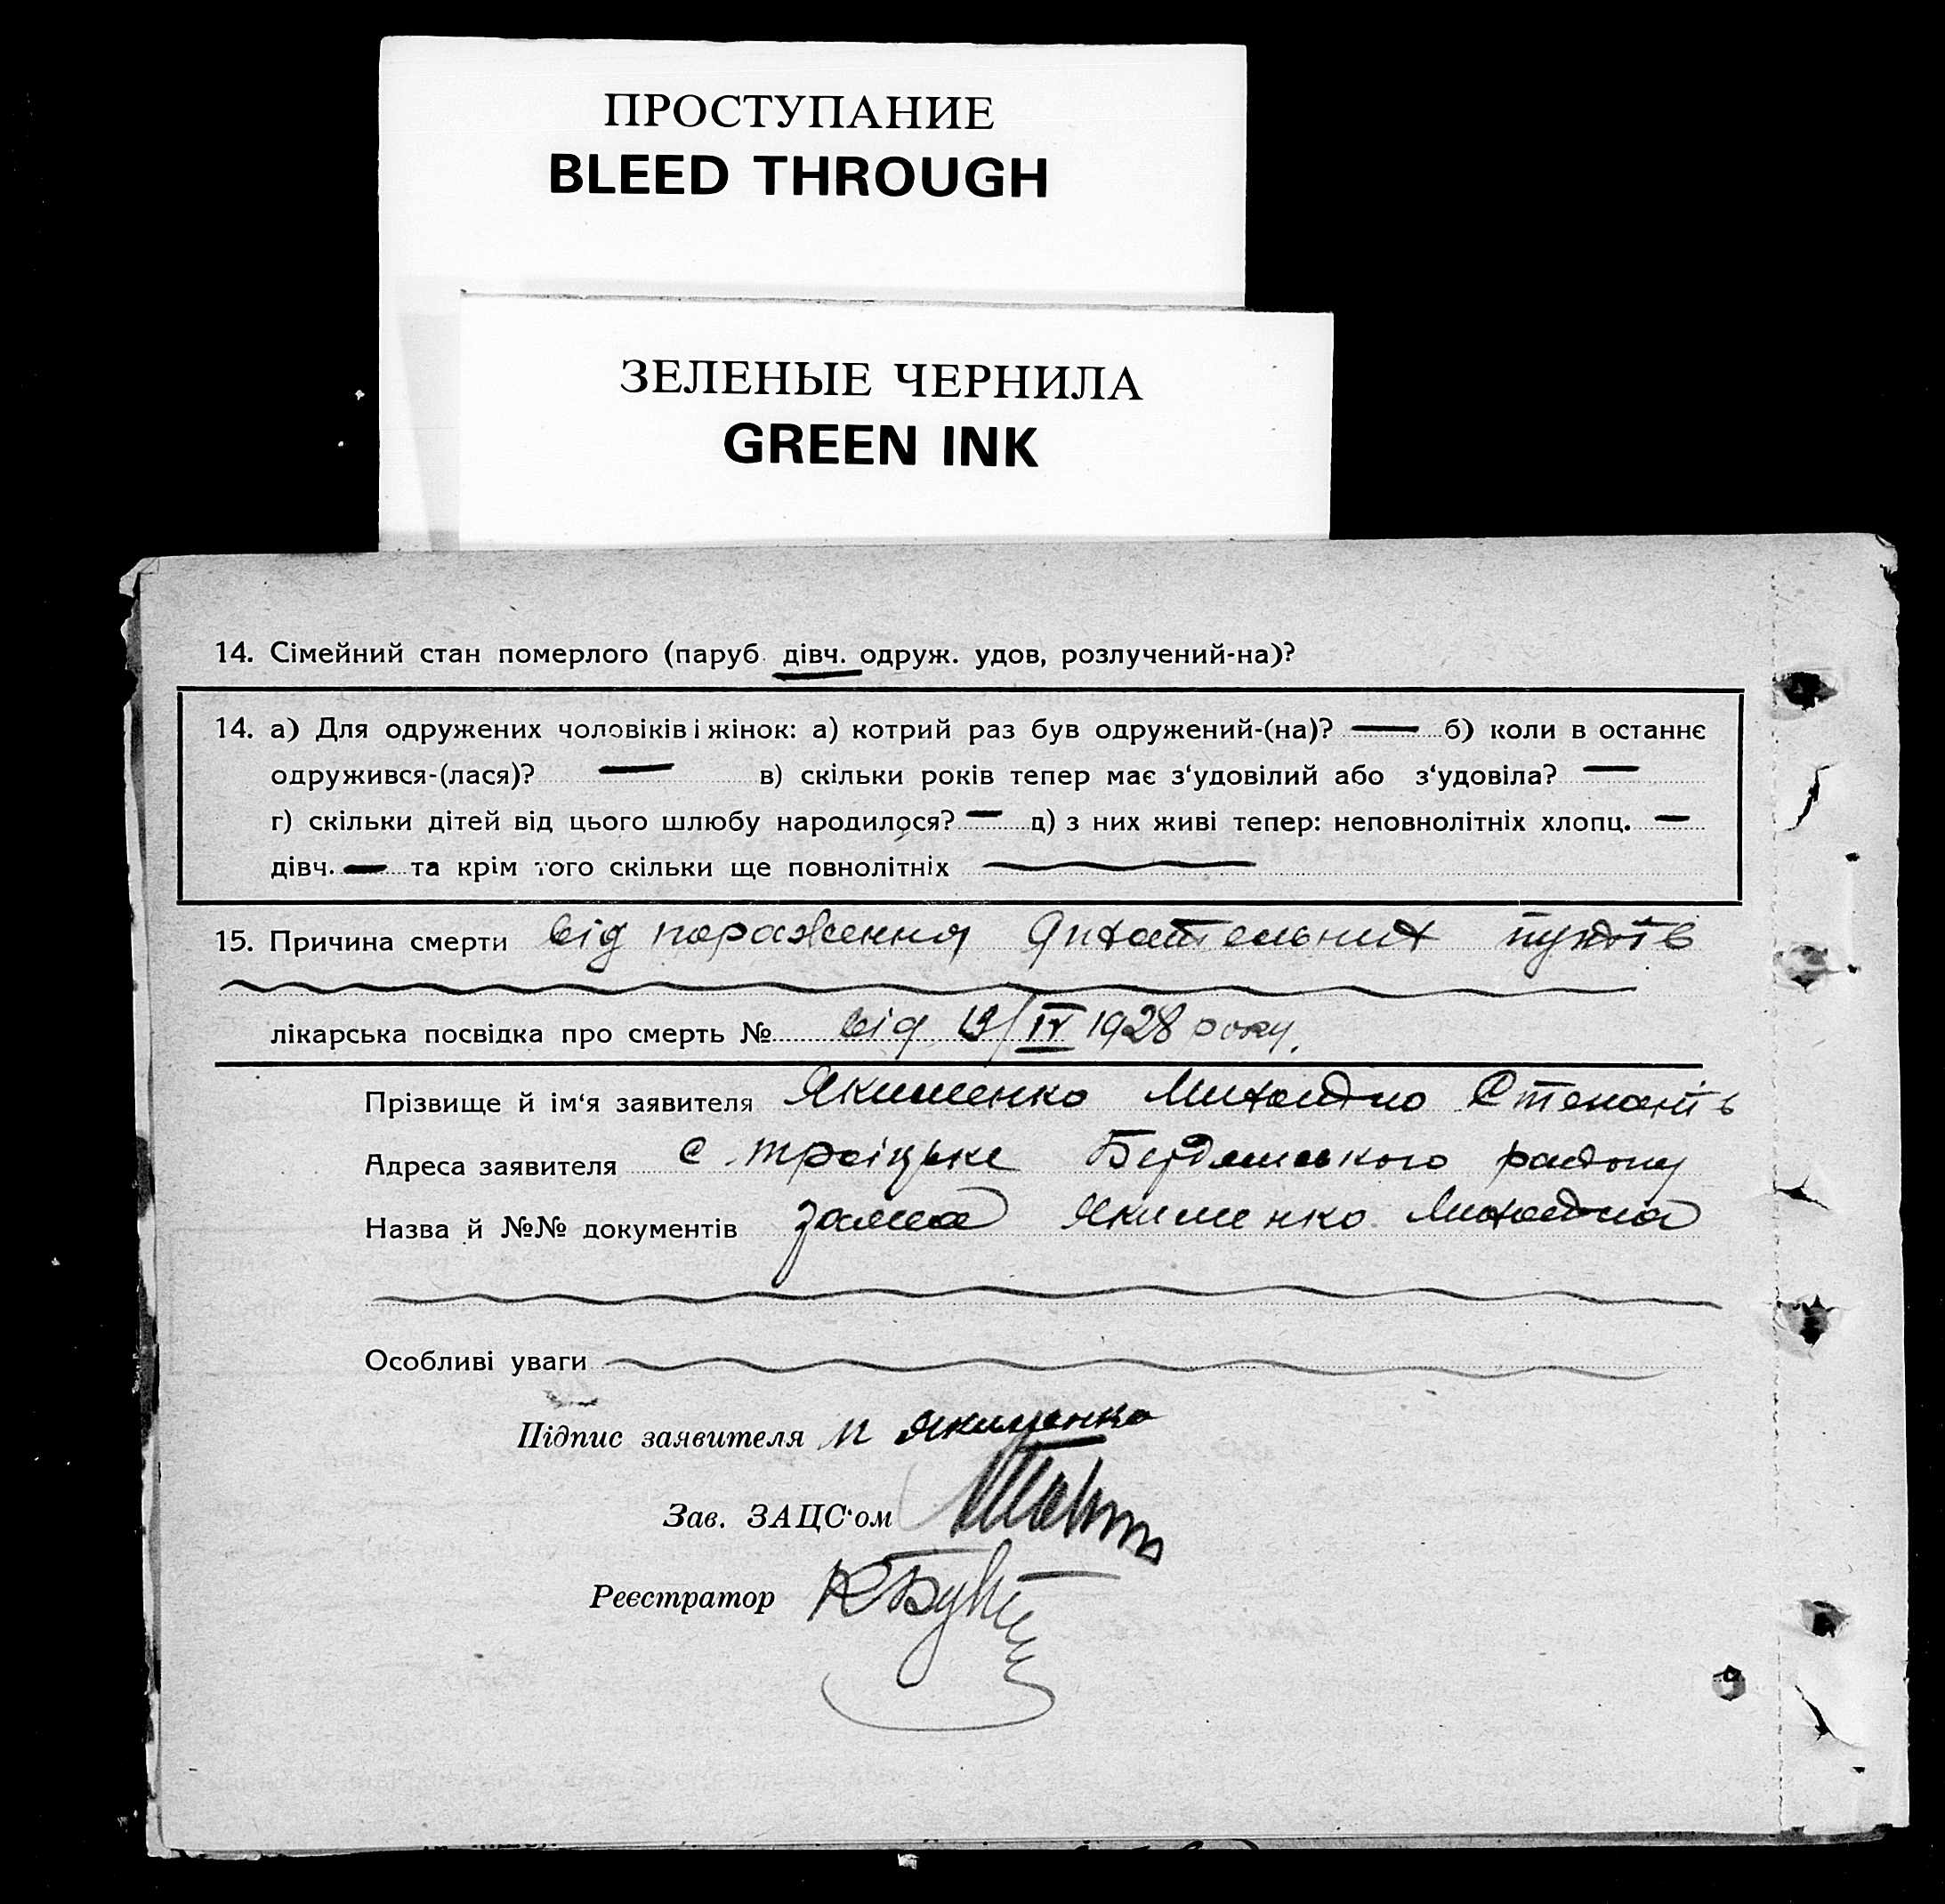 ПРОСТУПАНИЕ
BLEED THROUGH
ЗЕЛЕНЫЕ ЧЕРНИЛА
GREEN INK
14. Сімейний стан померлого (паруб. дівч. одруж. удов, розлучений-на)?
14. а) Для одружених чоловіків і жінок: а) котрий раз був одружений-(на)? — б) коли в останнє
одружився-(лася)? — в) скільки років тепер має з‘удовілий або з‘удовіла? —
г) скільки дітей від цього шлюбу народилося? — д) з них живі тепер: неповнолітніх хлопц. —
дівч. — та крім того скільки ще повнолітніх
15. Причина смерти від пораження дихательних
лікарська посвідка про смерть № від 13/IV 1928 року.
Прізвище й ім‘я заявителя Якименко Михайло Степанів
Адреса заявителя с Троіцьке Бердянського району
Назва й №№ документів заява Якименко Михайла
Особливі уваги
Підпис заявителя М Якименко
Зав. ЗАЦС‘ом
Реєстратор